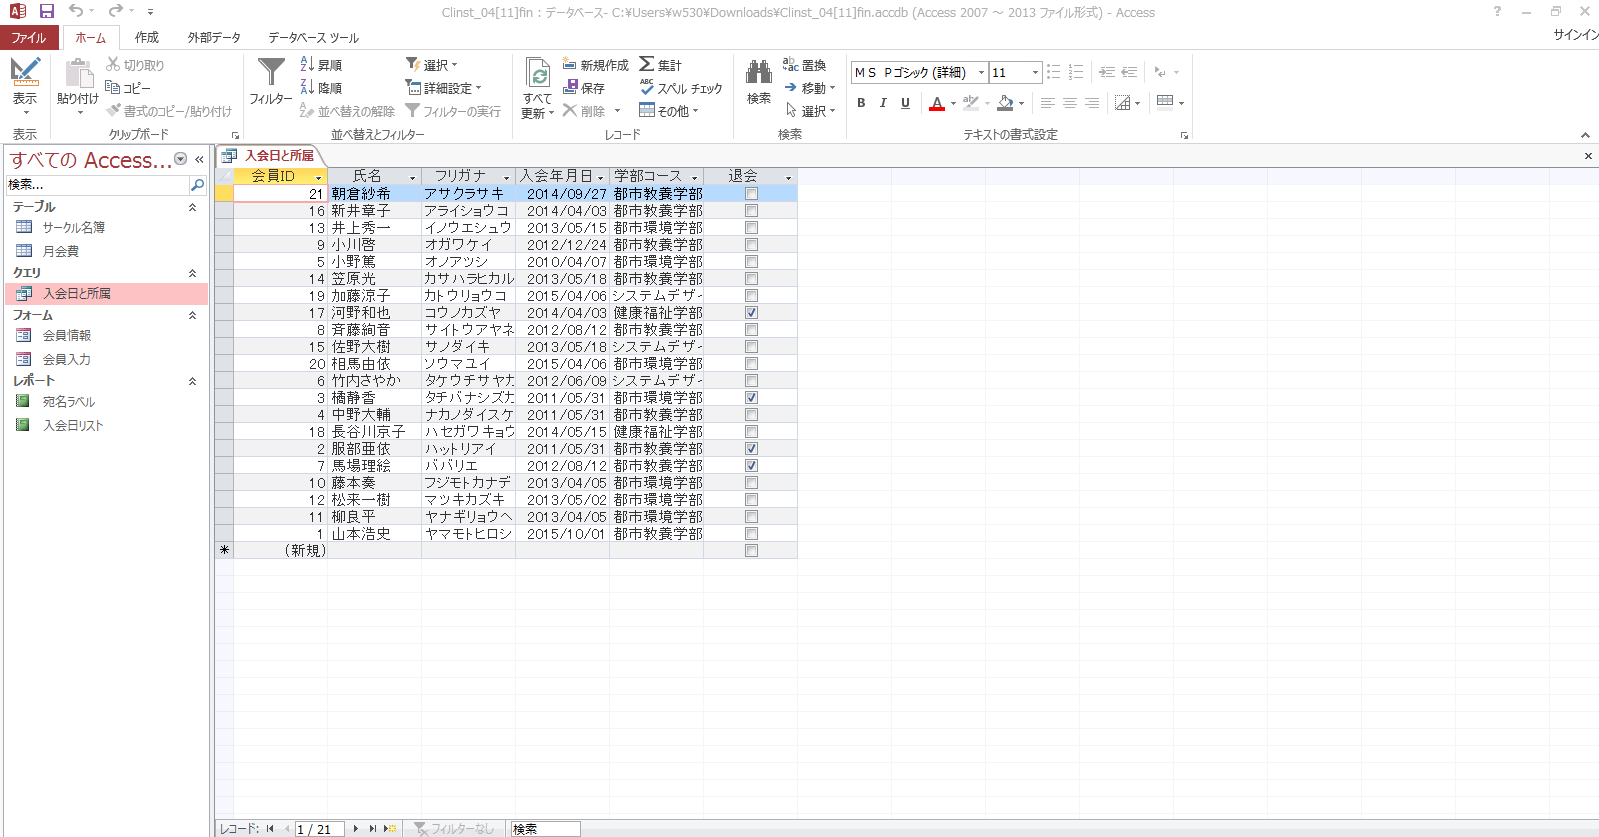 Clinst_04[11]fin : データベース- C:¥Users¥w530¥Downloads¥Clinst_04[11]fin.accdb (Access 2007 ～ 2013 ファイル形式) - Access
ファイル ホーム 作成 外部データ データベース ツール サインイン
表示
貼り付け
切り取り
コピー
書式のコピー/貼り付け
フィルター
昇順
降順
並べ替えの解除
選択
詳細設定
フィルターの実行
すべて
更新
新規作成
保存
削除
集計
スペル チェック
その他
検索
置換
移動
選択
MS Pゴシック (詳細) 11
B I U A
表示 クリップボード 並べ替えとフィルター レコード 検索 テキストの書式設定
すべての Access...
検索...
テーブル
サークル名簿
月会費
クエリ
入会日と所属
フォーム
会員情報
会員入力
レポート
宛名ラベル
入会日リスト
入会日と所属
会員ID 氏名 フリガナ 入会年月日 学部コース 退会
21 朝倉紗希 アサクラサキ 2014/09/27 都市教養学部
16 新井章子 アライショウコ 2014/04/03 都市教養学部
13 井上秀一 イノウエシュウ 2013/05/15 都市環境学部
9 小川啓 オガワケイ 2012/12/24 都市教養学部
5 小野篤 オノアツシ 2010/04/07 都市環境学部
14 笠原光 カサハラヒカル 2013/05/18 都市教養学部
19 加藤涼子 カトウリョウコ 2015/04/06 システムデザイ
17 河野和也 コウノカズヤ 2014/04/03 健康福祉学部
8 斉藤絢音 サイトウアヤネ 2012/08/12 都市教養学部
15 佐野大樹 サノダイキ 2013/05/18 システムデザイ
20 相馬由依 ソウマユイ 2015/04/06 都市環境学部
6 竹内さやか タケウチサヤカ 2012/06/09 システムデザイ
3 橘静香 タチバナシズカ 2011/05/31 都市環境学部
4 中野大輔 ナカノダイスケ 2011/05/31 都市教養学部
18 長谷川京子 ハセガワキョウ 2014/05/15 健康福祉学部
2 服部亜依 ハットリアイ 2011/05/31 都市教養学部
7 馬場理絵 ババリエ 2012/08/12 都市教養学部
10 藤本奏 フジモトカナデ 2013/04/05 都市環境学部
12 松来一樹 マツキカズキ 2013/05/02 都市環境学部
11 柳良平 ヤナギリョウヘ 2013/04/05 都市環境学部
1 山本浩史 ヤマモトヒロシ 2015/10/01 都市教養学部
(新規)
レコード: 1 / 21 フィルターなし 検索